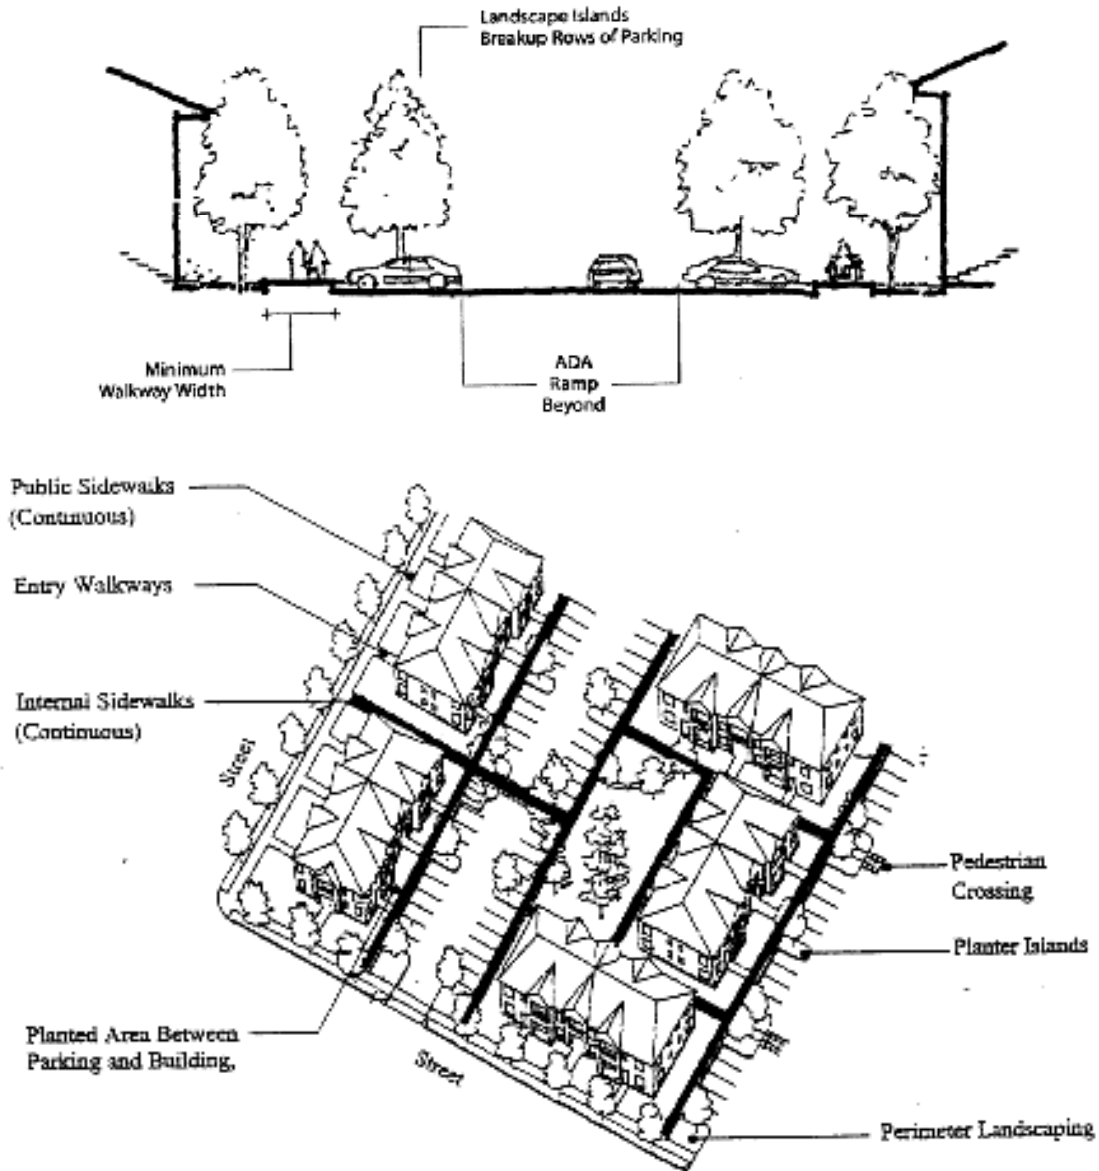 Landscape Islands
Breakup Rows of Parking
Minimum
Walkway Width
ADA
Ramp
Beyond
Public Sidewalks
(Continuous)
Entry Walkways
Internal Sidewalks
(Continuous)
Street
Pedestrian
Crossing
Planter Islands
Planted Area Between
Parking and Building,
Street
Perimeter Landscaping